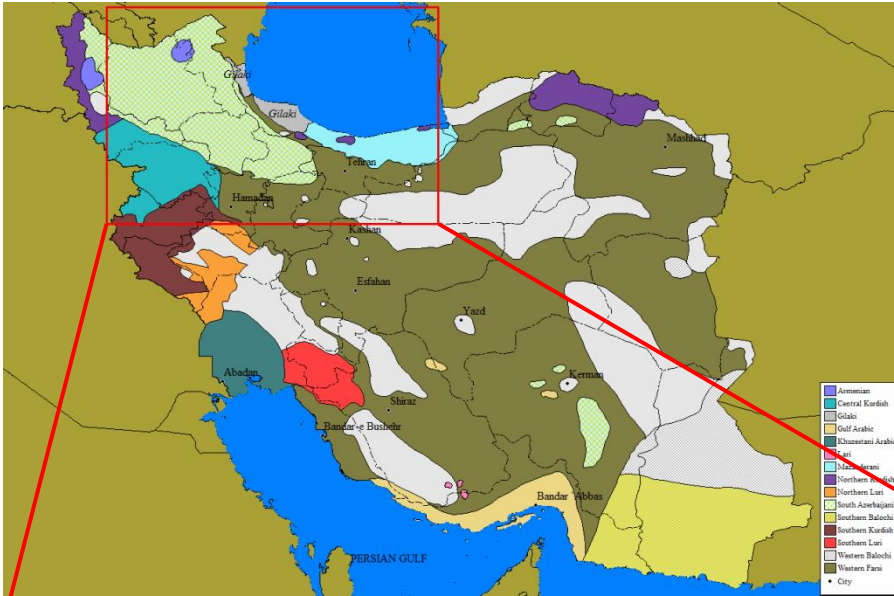 Gilaki
Gilaki
Mashhad
Tehran
Hamadan
Kashan
Esfahan
Yazd
Kerman
Abadan
Shiraz
Bandar-e Bushehr
Bandar Abbas
PERSIAN GULF
Armenian
Central Kurdish
Gilaki
Gulf Arabic
Khuzestani Arabic
Lari
Mazanderani
Northern Kurdish
Northern Luri
South Azerbaijani
Southern Balochi
Southern Kurdish
Southern Luri
Western Balochi
Western Farsi
City